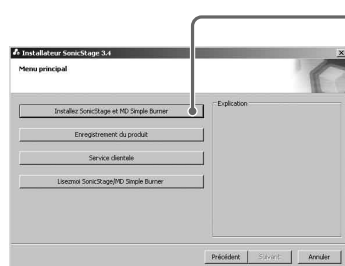 Installateur SonicStage 3.4
Menu principal
Installez SonicStage et MD Simple Burner
Explication
Enregistrement du produit
Service clientele
Lisezmoi SonicStage/MD Simple Burner
Précédent
Suivant
Annuler